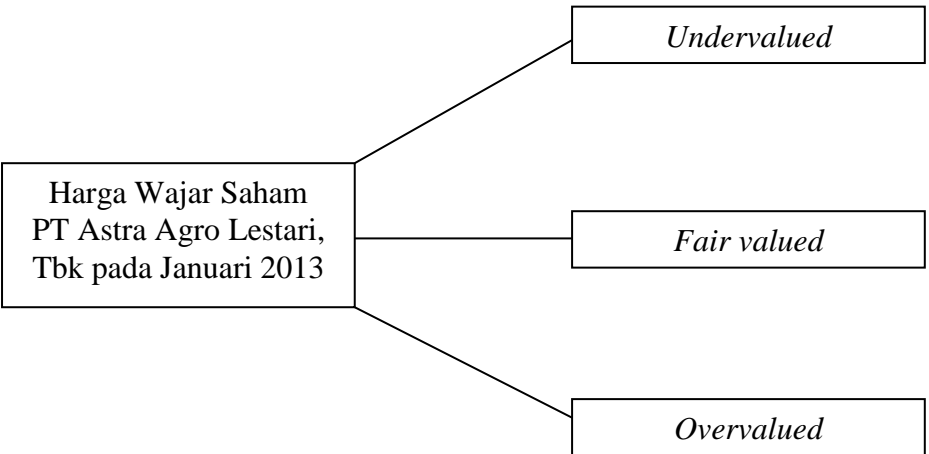 Undervalued
Harga Wajar Saham
PT Astra Agro Lestari,
Tbk pada Januari 2013
Fair valued
Overvalued